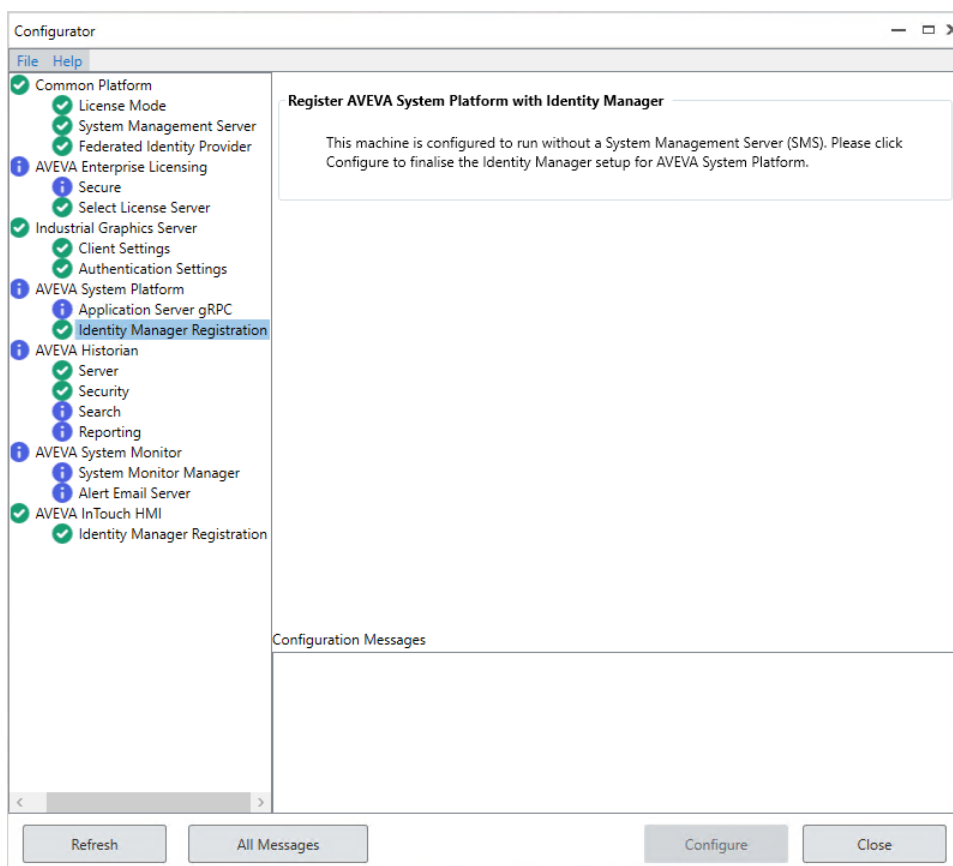 Configurator
File Help
Common Platform
License Mode
System Management Server
Federated Identity Provider
AVEVA Enterprise Licensing
Secure
Select License Server
Industrial Graphics Server
Client Settings
Authentication Settings
AVEVA System Platform
Application Server gRPC
Identity Manager Registration
AVEVA Historian
Server
Security
Search
Reporting
AVEVA System Monitor
System Monitor Manager
Alert Email Server
AVEVA InTouch HMI
Identity Manager Registration
Register AVEVA System Platform with Identity Manager
This machine is configured to run without a System Management Server (SMS). Please click
Configure to finalise the Identity Manager setup for AVEVA System Platform.
Configuration Messages
Refresh All Messages Configure Close